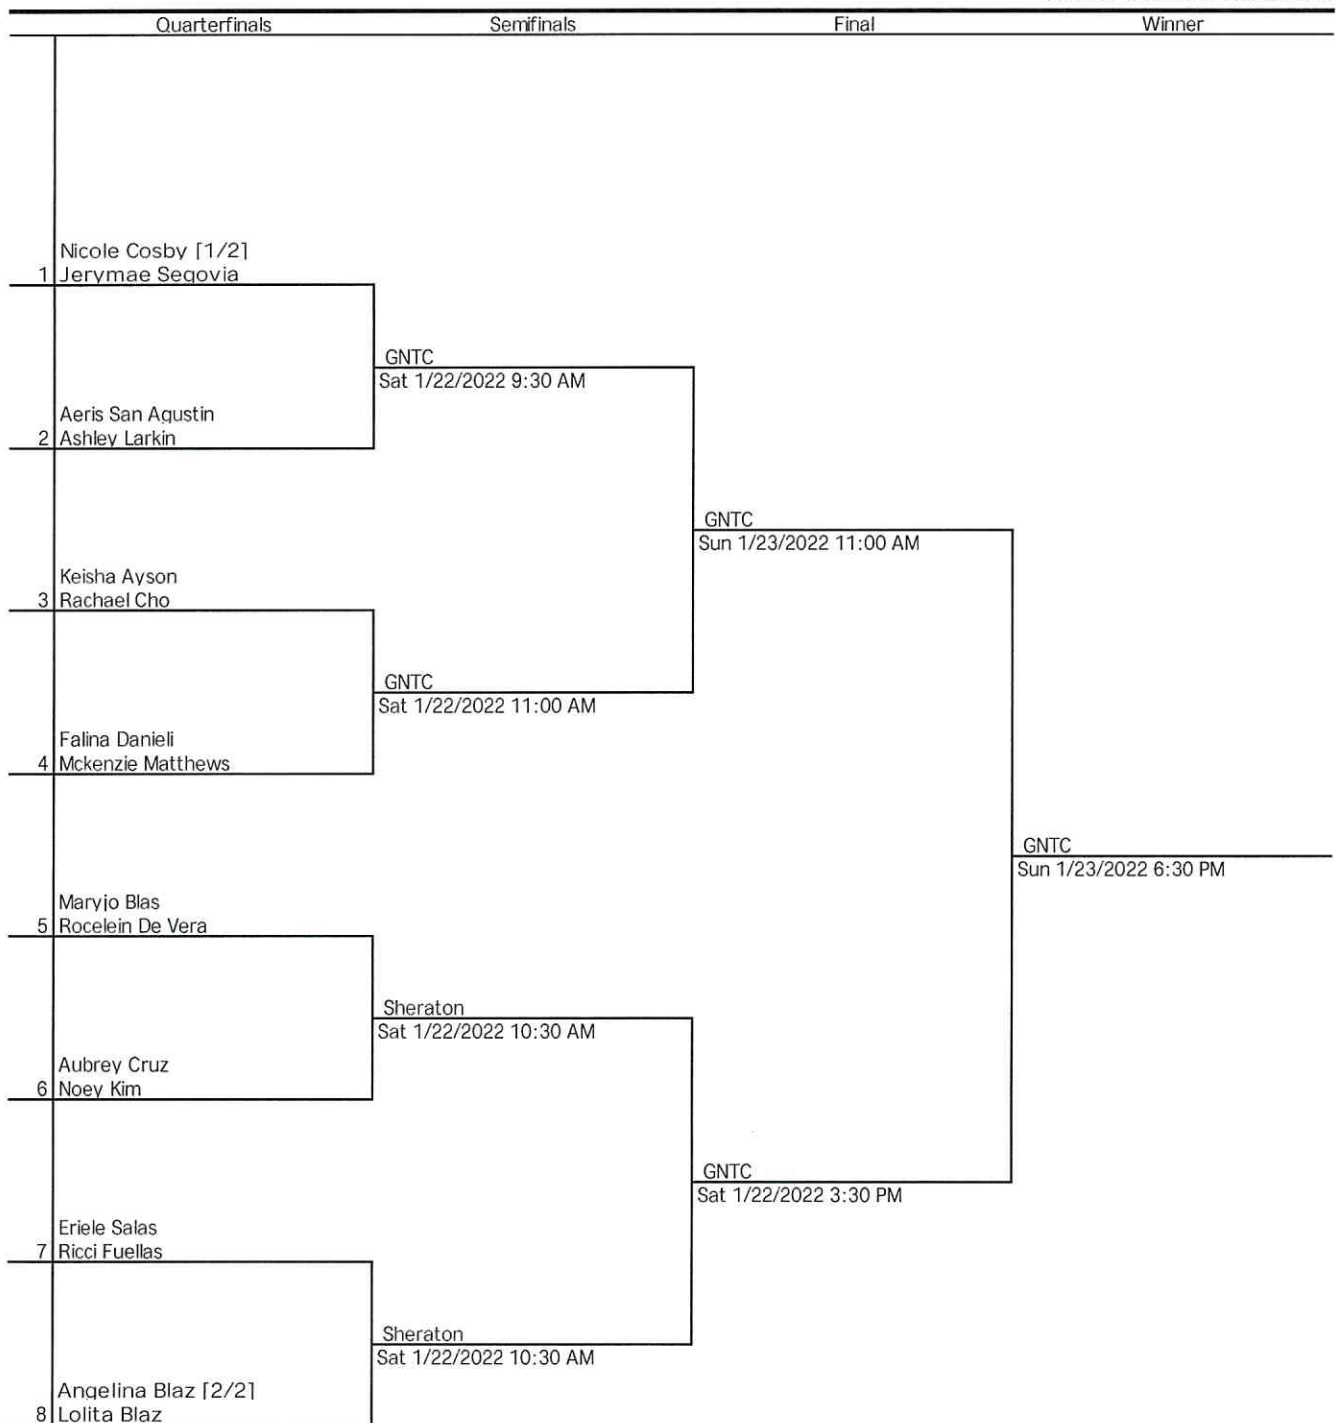 Quarterfinals Semifinals Final Winner
Nicole Cosby [1/2]
1 Jerymae Segovia
GNTC
Sat 1/22/2022 9:30 AM
Aeris San Agustin
2 Ashley Larkin
GNTC
Sun 1/23/2022 11:00 AM
Keisha Ayson
3 Rachael Cho
GNTC
Sat 1/22/2022 11:00 AM
Falina Danieli
4 Mckenzie Matthews
GNTC
Sun 1/23/2022 6:30 PM
Maryjo Blas
5 Rocelein De Vera
Sheraton
Sat 1/22/2022 10:30 AM
Aubrey Cruz
6 Noey Kim
GNTC
Sat 1/22/2022 3:30 PM
Eriele Salas
7 Ricci Fuellas
Sheraton
Sat 1/22/2022 10:30 AM
Angelina Blaz [2/2]
8 Lolita Blaz